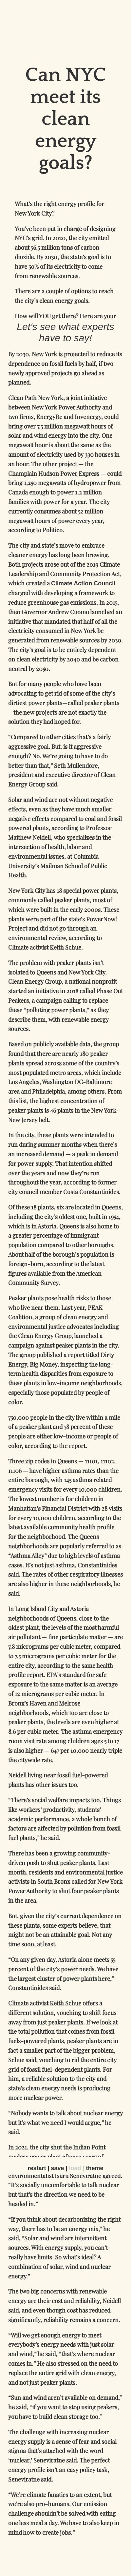 Can NYC
meet its
clean
energy
goals?
What's the right energy profile for
New York City?
You've been put in charge of designing
NYC's grid. In 2020, the city emitted
about 56.5 million tons of carbon
dioxide. By 2030, the state's goal is to
have 50% of its electricity to come
from renewable sources.
There are a couple of options to reach
the city's clean energy goals.
How will YOU get there? Here are your
Let's see what experts
have to say!
By 2030, New York is projected to reduce its
dependence on fossil fuels by half, if two
newly approved projects go ahead as
planned.
Clean Path New York, a joint initiative
between New York Power Authority and
two firms, EnergyRe and Invenergy, could
bring over 7.5 million megawatt hours of
solar and wind energy into the city. One
megawatt hour is about the same as the
amount of electricity used by 330 houses in
an hour. The other project — the
Champlain Hudson Power Express — could
bring 1,250 megawatts of hydropower from
Canada enough to power 1.2 million
families with power for a year. The city
currently consumes about 51 million
megawatt hours of power every year,
according to Politico.
The city and state's move to embrace
cleaner energy has long been brewing.
Both projects arose out of the 2019 Climate
Leadership and Community Protection Act,
which created a Climate Action Council
charged with developing a framework to
reduce greenhouse gas emissions. In 2015,
then Governor Andrew Cuomo launched an
initiative that mandated that half of all the
electricity consumed in New York be
generated from renewable sources by 2030.
The city's goal is to be entirely dependent
on clean electricity by 2040 and be carbon
neutral by 2050.
But for many people who have been
advocating to get rid of some of the city's
dirtiest power plants—called peaker plants
—the new projects are not exactly the
solution they had hoped for.
“Compared to other cities that's a fairly
aggressive goal. But, is it aggressive
enough? No. We're going to have to do
better than that,” Seth Mullendore,
president and executive director of Clean
Energy Group said.
Solar and wind are not without negative
effects, even as they have much smaller
negative effects compared to coal and fossil
powered plants, according to Professor
Matthew Neidell, who specializes in the
intersection of health, labor and
environmental issues, at Columbia
University's Mailman School of Public
Health.
New York City has 18 special power plants,
commonly called peaker plants, most of
which were built in the early 2000s. These
plants were part of the state's PowerNow!
Project and did not go through an
environmental review, according to
Climate activist Keith Schue.
The problem with peaker plants isn't
isolated to Queens and New York City.
Clean Energy Group, a national nonprofit
started an initiative in 2018 called Phase Out
Peakers, a campaign calling to replace
these “polluting power plants,” as they
describe them, with renewable energy
sources.
Based on publicly available data, the group
found that there are nearly 180 peaker
plants spread across some of the country's
most populated metro areas, which include
Los Angeles, Washington DC-Baltimore
area and Philadelphia, among others. From
this list, the highest concentration of
peaker plants is 46 plants in the New York-
New Jersey belt.
In the city, these plants were intended to
run during summer months when there's
an increased demand — a peak in demand
for power supply. That intention shifted
over the years and now they're run
throughout the year, according to former
city council member Costa Constantinides.
Of these 18 plants, six are located in Queens,
including the city's oldest one, built in 1954,
which is in Astoria. Queens is also home to
a greater percentage of immigrant
population compared to other boroughs.
About half of the borough's population is
foreign-born, according to the latest
figures available from the American
Community Survey.
Peaker plants pose health risks to those
who live near them. Last year, PEAK
Coalition, a group of clean energy and
environmental justice advocates including
the Clean Energy Group, launched a
campaign against peaker plants in the city.
The group published a report titled Dirty
Energy, Big Money, inspecting the long-
term health disparities from exposure to
these plants in low-income neighborhoods,
especially those populated by people of
color.
750,000 people in the city live within a mile
of a peaker plant and 78 percent of these
people are either low-income or people of
color, according to the report.
Three zip codes in Queens — 11101, 11102,
11106 — have higher asthma rates than the
entire borough, with 145 asthma related
emergency visits for every 10,000 children.
The lowest number is for children in
Manhattan's Financial District with 28 visits
for every 10,000 children, according to the
latest available community health profile
for the neighborhood. The Queens
neighborhoods are popularly referred to as
“Asthma Alley” due to high levels of asthma
cases. It's not just asthma, Constantinides
said. The rates of other respiratory illnesses
are also higher in these neighborhoods, he
said.
In Long Island City and Astoria
neighborhoods of Queens, close to the
oldest plant, the levels of the most harmful
air pollutant — fine particulate matter — are
7.8 micrograms per cubic meter, compared
to 7.5 micrograms per cubic meter for the
entire city, according to the same health
profile report. EPA's standard for safe
exposure to the same matter is an average
of 12 micrograms per cubic meter. In
Bronx's Haven and Melrose
neighborhoods, which too are close to
peaker plants, the levels are even higher at
8.6 per cubic meter. The asthma emergency
room visit rate among children ages 5 to 17
is also higher — 647 per 10,000 nearly triple
the citywide rate.
Neidell living near fossil fuel-powered
plants has other issues too.
“There's social welfare impacts too. Things
like workers' productivity, students'
academic performance, a whole bunch of
factors are affected by pollution from fossil
fuel plants,” he said.
There has been a growing community-
driven push to shut peaker plants. Last
month, residents and environmental justice
activists in South Bronx called for New York
Power Authority to shut four peaker plants
in the area.
But, given the city's current dependence on
these plants, some experts believe, that
might not be an attainable goal. Not any
time soon, at least.
“On any given day, Astoria alone meets 55
percent of the city's power needs. We have
the largest cluster of power plants here,”
Constantinides said.
Climate activist Keith Schue offers a
different solution, vouching to shift focus
away from just peaker plants. If we look at
the total pollution that comes from fossil
fuels-powered plants, peaker plants are in
fact a smaller part of the bigger problem,
Schue said, vouching to rid the entire city
grid of fossil fuel-dependent plants. For
him, a reliable solution to the city and
state's clean energy needs is producing
more nuclear power.
“Nobody wants to talk about nuclear energy
but it's what we need I would argue,” he
said.
In 2021, the city shut the Indian Point
restart | save | load | theme
environmentalist Isuru Seneviratne agreed.
“It's socially uncomfortable to talk nuclear
but that's the direction we need to be
headed in.”
“If you think about decarbonizing the right
way, there has to be an energy mix,” he
said. “Solar and wind are intermittent
sources. With energy supply, you can't
really have limits. So what's ideal? A
combination of solar, wind and nuclear
energy.”
The two big concerns with renewable
energy are their cost and reliability, Neidell
said, and even though cost has reduced
significantly, reliability remains a concern.
“Will we get enough energy to meet
everybody's energy needs with just solar
and wind,” he said, “that's where nuclear
comes in.” He also stressed on the need to
replace the entire grid with clean energy,
and not just peaker plants.
“Sun and wind aren't available on demand,”
he said, “if you want to stop using peakers,
you have to build clean storage too.”
The challenge with increasing nuclear
energy supply is a sense of fear and social
stigma that's attached with the word
'nuclear,' Seneviratne said. The perfect
energy profile isn't an easy policy task,
Seneviratne said.
“We're climate fanatics to an extent, but
we're also pro-humans. Our emission
challenge shouldn't be solved with eating
one less meal a day. We have to also keep in
mind how to create jobs.”